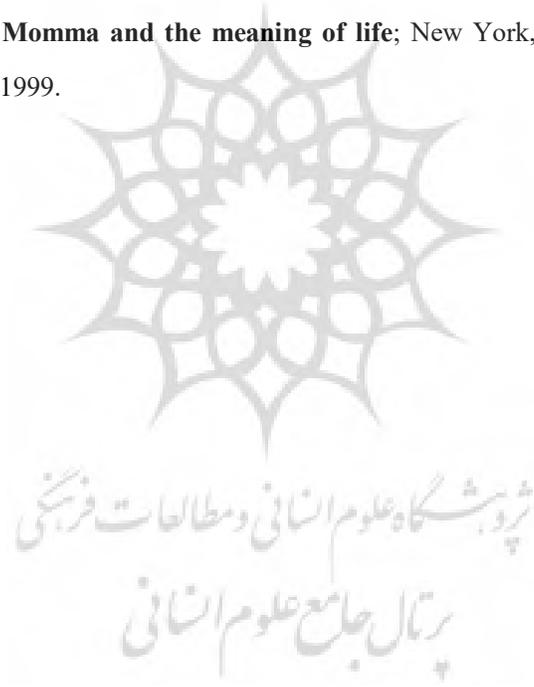 Momma and the meaning of life; New York,
1999.
پژوهشگاه علوم انسانی و مطالعات فرهنگی
پرتال جامع علوم انسانی